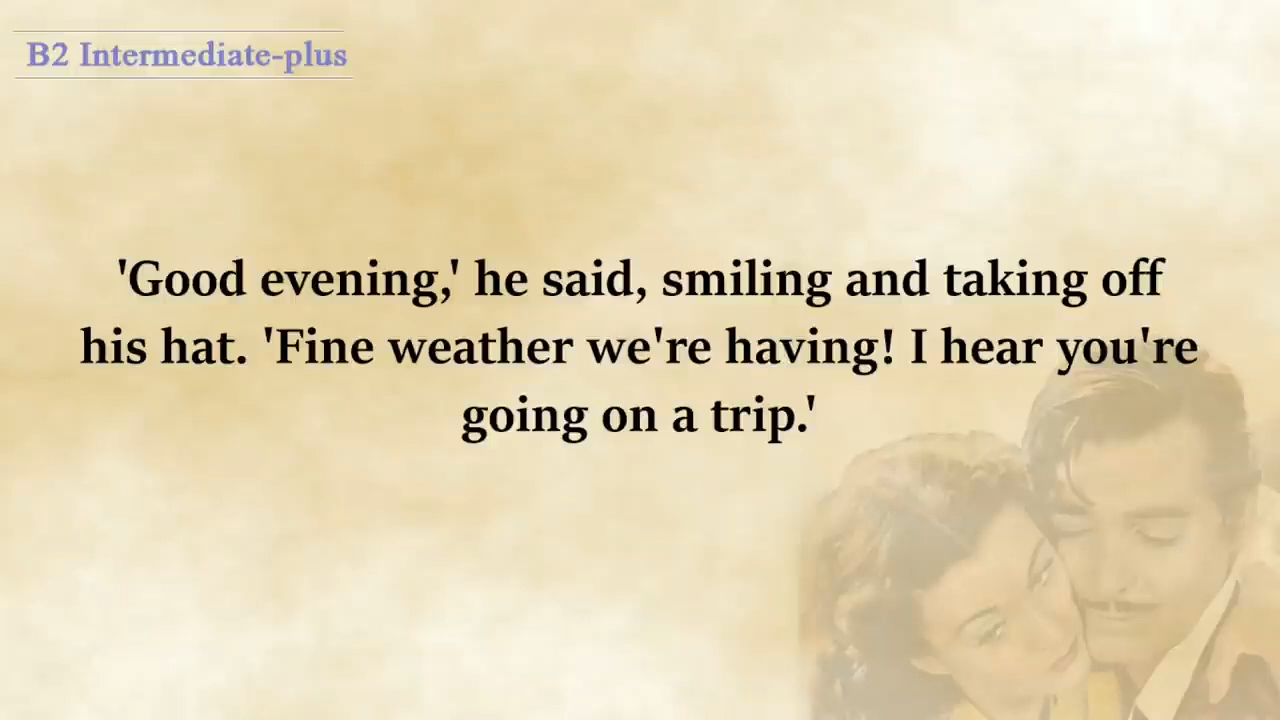 B2 Intermediate-plus
'Good evening,' he said, smiling and taking off
his hat. 'Fine weather we're having! I hear you're
going on a trip.'